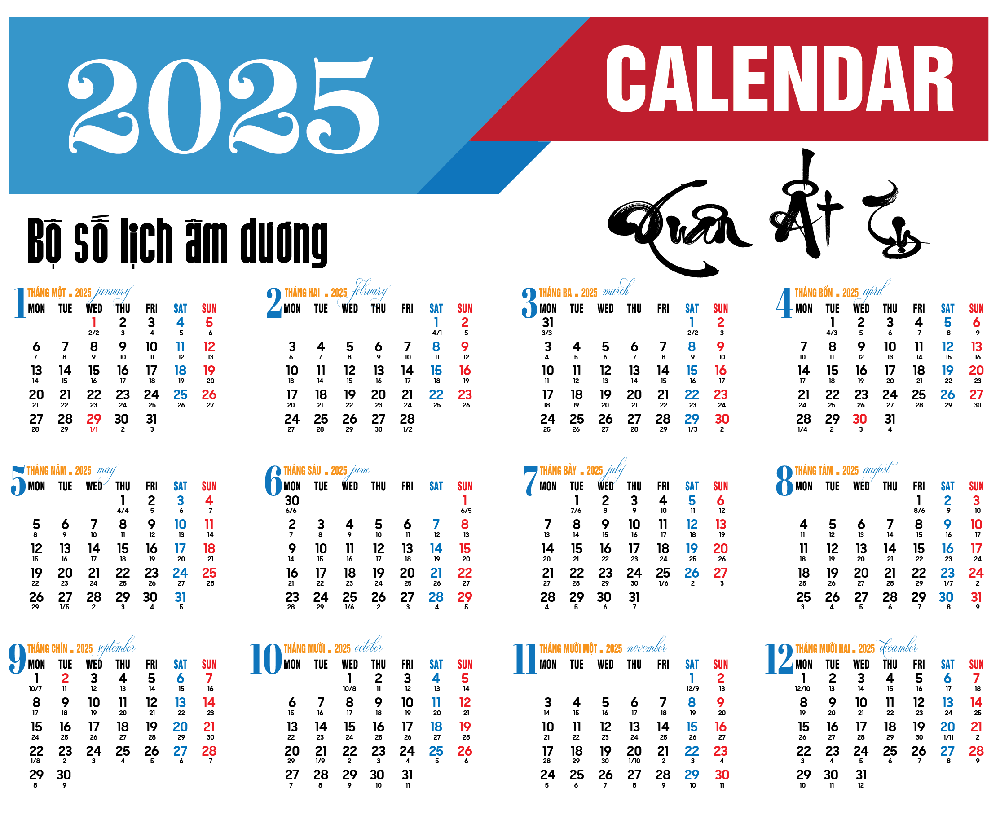 2025
CALENDAR
Xuân Ất Tỵ
Bộ số lịch âm dương
1 THÁNG MỘT . 2025 january
MON TUE WED THU FRI SAT SUN
1 2 3 4 5
2/2 3 4 5 6
6 7 8 9 10 11 12
7 8 9 10 11 12 13
13 14 15 16 17 18 19
14 15 16 17 18 19 20
20 21 22 23 24 25 26
21 22 23 24 25 26 27
27 28 29 30 31
28 29 1/1 2 3
2 THÁNG HAI . 2025 february
MON TUE WED THU FRI SAT SUN
1 2
4/1 5
3 4 5 6 7 8 9
6 7 8 9 10 11 12
10 11 12 13 14 15 16
13 14 15 16 17 18 19
17 18 19 20 21 22 23
20 21 22 23 24 25 26
24 25 26 27 28
27 28 29 30 1/2
3 THÁNG BA . 2025 march
MON TUE WED THU FRI SAT SUN
31 1 2
3/3 2/2 3
3 4 5 6 7 8 9
4 5 6 7 8 9 10
10 11 12 13 14 15 16
11 12 13 14 15 16 17
17 18 19 20 21 22 23
18 19 20 21 22 23 24
24 25 26 27 28 29 30
25 26 27 28 29 1/3 2
4 THÁNG BỐN . 2025 april
MON TUE WED THU FRI SAT SUN
1 2 3 4 5 6
4/3 5 6 7 8 9
7 8 9 10 11 12 13
10 11 12 13 14 15 16
14 15 16 17 18 19 20
17 18 19 20 21 22 23
21 22 23 24 25 26 27
24 25 26 27 28 29 30
28 29 30 31
1/4 2 3 4
5 THÁNG NĂM . 2025 may
MON TUE WED THU FRI SAT SUN
1 2 3 4
4/4 5 6 7
5 6 7 8 9 10 11
8 9 10 11 12 13 14
12 13 14 15 16 17 18
15 16 17 18 19 20 21
19 20 21 22 23 24 25
22 23 24 25 26 27 28
26 27 28 29 30 31
29 1/5 2 3 4 5
6 THÁNG SÁU . 2025 june
MON TUE WED THU FRI SAT SUN
30 1
6/6 6/5
2 3 4 5 6 7 8
7 8 9 10 11 12 13
9 10 11 12 13 14 15
14 15 16 17 18 19 20
16 17 18 19 20 21 22
21 22 23 24 25 26 27
23 24 25 26 27 28 29
28 29 1/6 2 3 4 5
7 THÁNG BẢY . 2025 july
MON TUE WED THU FRI SAT SUN
1 2 3 4 5 6
7/6 8 9 10 11 12
7 8 9 10 11 12 13
13 14 15 16 17 18 19
14 15 16 17 18 19 20
20 21 22 23 24 25 26
21 22 23 24 25 26 27
27 28 29 30 1/6 2 3
28 29 30 31
4 5 6 7
8 THÁNG TÁM . 2025 august
MON TUE WED THU FRI SAT SUN
1 2 3
8/6 9 10
4 5 6 7 8 9 10
11 12 13 14 15 16 17
11 12 13 14 15 16 17
18 19 20 21 22 23 24
18 19 20 21 22 23 24
25 26 27 28 29 1/7 2
25 26 27 28 29 30 31
3 4 5 6 7 8 9
9 THÁNG CHÍN . 2025 september
MON TUE WED THU FRI SAT SUN
1 2 3 4 5 6 7
10/7 11 12 13 14 15 16
8 9 10 11 12 13 14
17 18 19 20 21 22 23
15 16 17 18 19 20 21
24 25 26 27 28 29 30
22 23 24 25 26 27 28
1/8 2 3 4 5 6 7
29 30
8 9
10 THÁNG MƯỜI . 2025 october
MON TUE WED THU FRI SAT SUN
1 2 3 4 5
10/8 11 12 13 14
6 7 8 9 10 11 12
15 16 17 18 19 20 21
13 14 15 16 17 18 19
22 23 24 25 26 27 28
20 21 22 23 24 25 26
29 1/9 2 3 4 5 6
27 28 29 30 31
7 8 9 10 11
11 THÁNG MƯỜI MỘT . 2025 november
MON TUE WED THU FRI SAT SUN
1 2
12/9 13
3 4 5 6 7 8 9
14 15 16 17 18 19 20
10 11 12 13 14 15 16
21 22 23 24 25 26 27
17 18 19 20 21 22 23
28 29 30 1/10 2 3 4
24 25 26 27 28 29 30
5 6 7 8 9 10 11
12 THÁNG MƯỜI HAI . 2025 decamber
MON TUE WED THU FRI SAT SUN
1 2 3 4 5 6 7
12/10 13 14 15 16 17 18
8 9 10 11 12 13 14
19 20 21 22 23 24 25
15 16 17 18 19 20 21
26 27 28 29 30 1/11 2
22 23 24 25 26 27 28
3 4 5 6 7 8 9
29 30 31
10 11 12